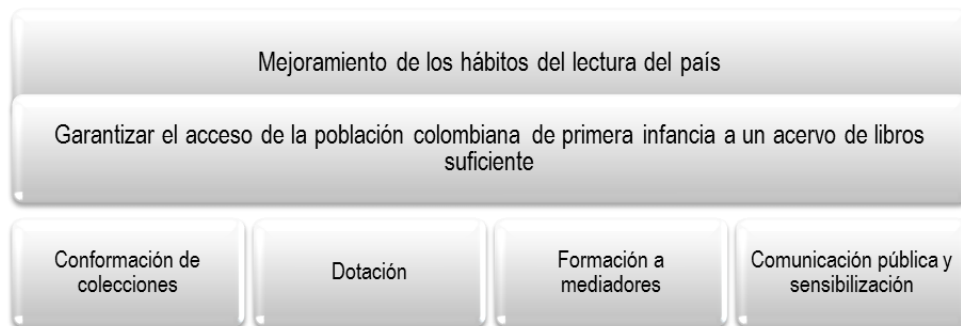 Mejoramiento de los hábitos del lectura del país
Garantizar el acceso de la población colombiana de primera infancia a un acervo de libros
suficiente
Conformación de
colecciones
Dotación
Formación a
mediadores
Comunicación pública y
sensibilización